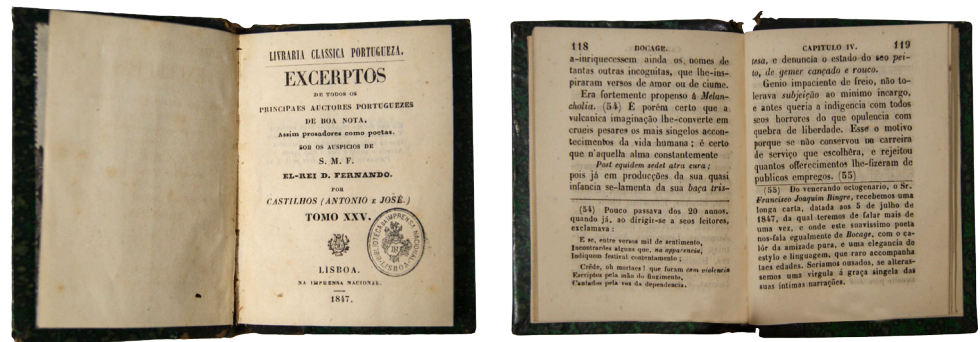 LIVRARIA CLASSICA PORTUGUEZA.
EXCERPTOS
DE TODOS OS
PRINCIPAES AUCTORES PORTUGUEZES
DE BOA NOTA,
Assim prosadores como poetas.
SOB OS AUSPICIOS DE
S. M. F.
EL-REI D. FERNANDO.
POR
CASTILHOS (ANTONIO E JOSÉ.)
TOMO XXV.
LISBOA.
NA IMPRENSA NACIONAL.
1847.
118 BOCAGE.
a-inriquecessem ainda os nomes de
tantas outras incognitas, que lhe-ins-
piraram versos de amor ou de ciume.
Era fortemente propenso á Melan-
cholia. (54) É porém certo que a
vulcanica imaginação lhe-converte em
crueis pesares os mais singelos accon-
tecimentos da vida humana; é certo
que n'aquella alma constantemente
Post equidem sedet atra cura;
pois já em producções da sua quasi
infancia se-lamenta da sua baça tris-
(54) Pouco passava dos 20 annos,
quando já, ao dirigir-se a seos leitores,
exclamava:
E se, entre versos mil de sentimento,
Incontrardes alguns que, na apparencia,
Indiquem festival contentamento;
Crêde, oh mortaes! que foram com violencia
Escriptos pela mão do fingimento,
Cantados pela voz da dependencia.
CAPITULO IV. 119
tesa, e denuncia o estado do seo pei-
to, de gemer cançado e rouco.
Genio impaciente de freio, não to-
lerava subjeição ao minimo incargo,
e antes queria a indigencia com todos
seos horrores do que opulencia com
quebra de liberdade. Esse o motivo
porque se não conservou na carreira
de serviço que escolhêra, e rejeitou
quantos offerecimentos lhe-fizeram de
publicos empregos. (55)
(55) Do venerando octogenario, o Sr.
Francisco Joaquim Bingre, recebemos uma
longa carta, datada aos 5 de julho de
1847, da qual teremos de falar mais de
uma vez, e onde este suavissimo poeta
nos-fala egualmente de Bocage, com o ca-
lôr da amizade pura, e uma elegancia de
estylo e linguagem, que raro accompanha
taes edades. Seriamos ousados, se alteras-
semos uma virgula á graça singela das
suas intimas narrações.